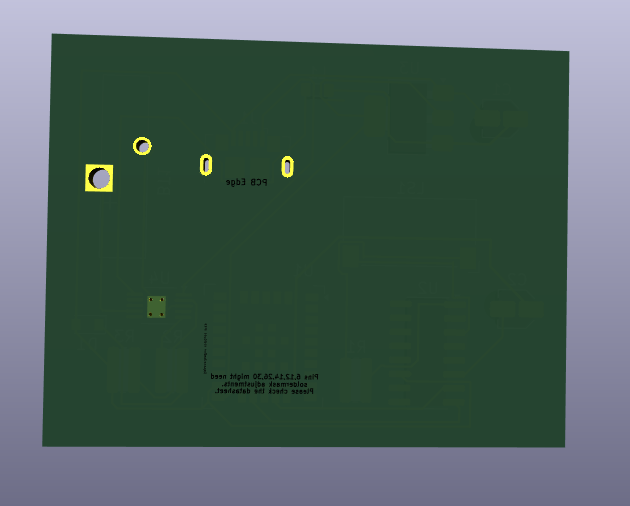 PCB Edge
Pins 6,12,14,26,30 might need
soldermask adjustments.
Please check the datasheet.